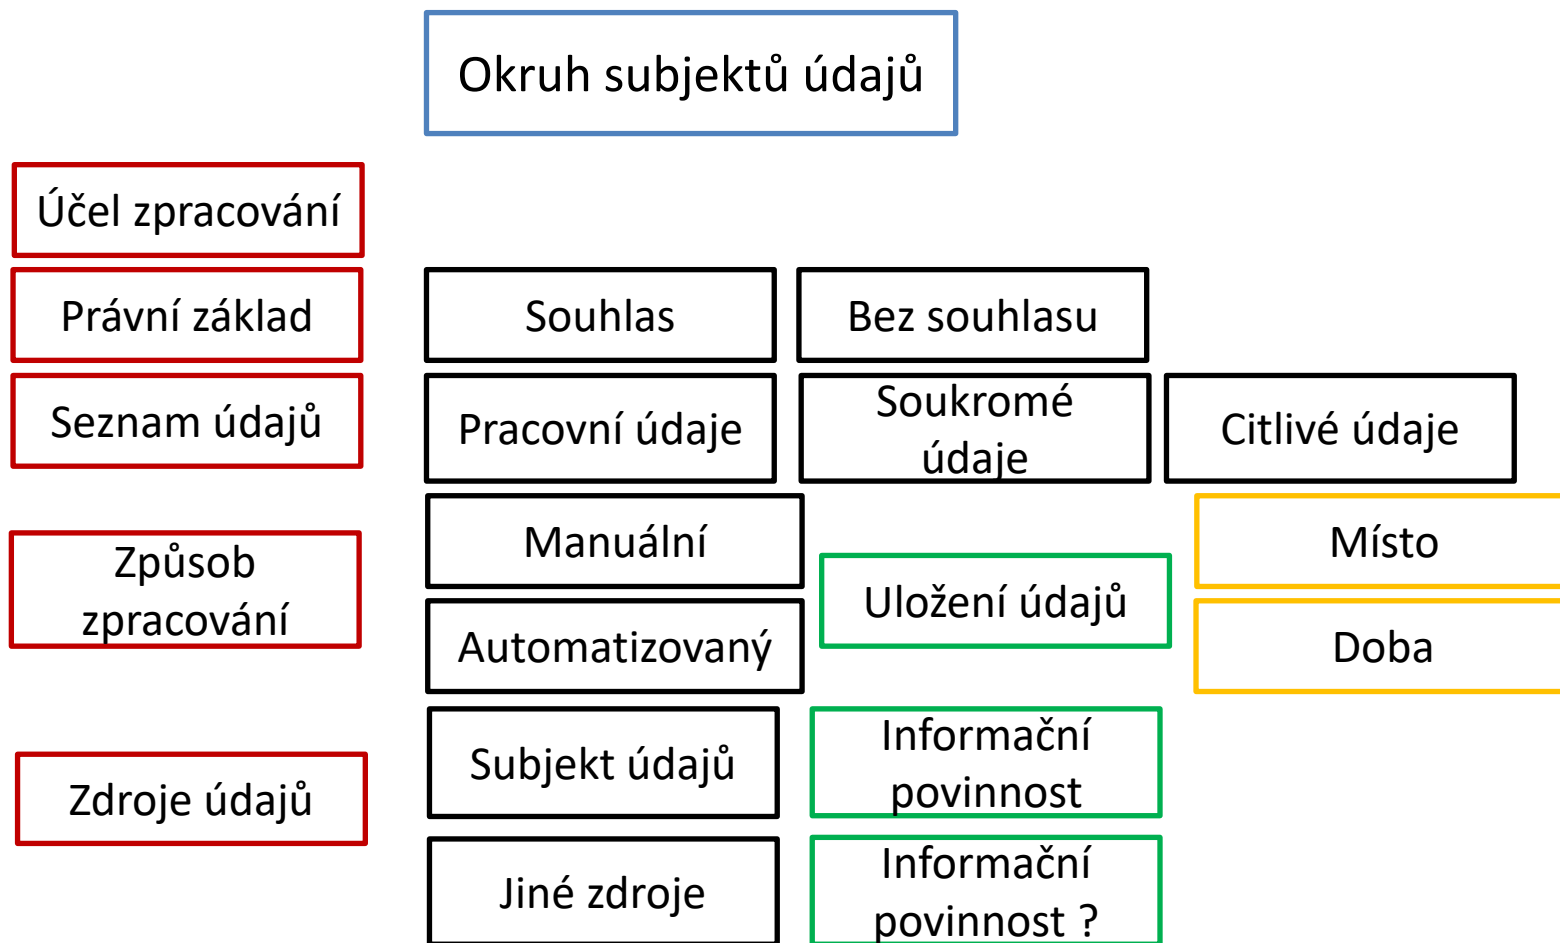 Okruh subjektů údajů
Účel zpracování
Právní základ
Souhlas
Bez souhlasu
Seznam údajů
Pracovní údaje
Soukromé
údaje
Citlivé údaje
Způsob
zpracování
Manuální
Automatizovaný
Uložení údajů
Místo
Doba
Zdroje údajů
Subjekt údajů
Informační
povinnost
Jiné zdroje
Informační
povinnost ?